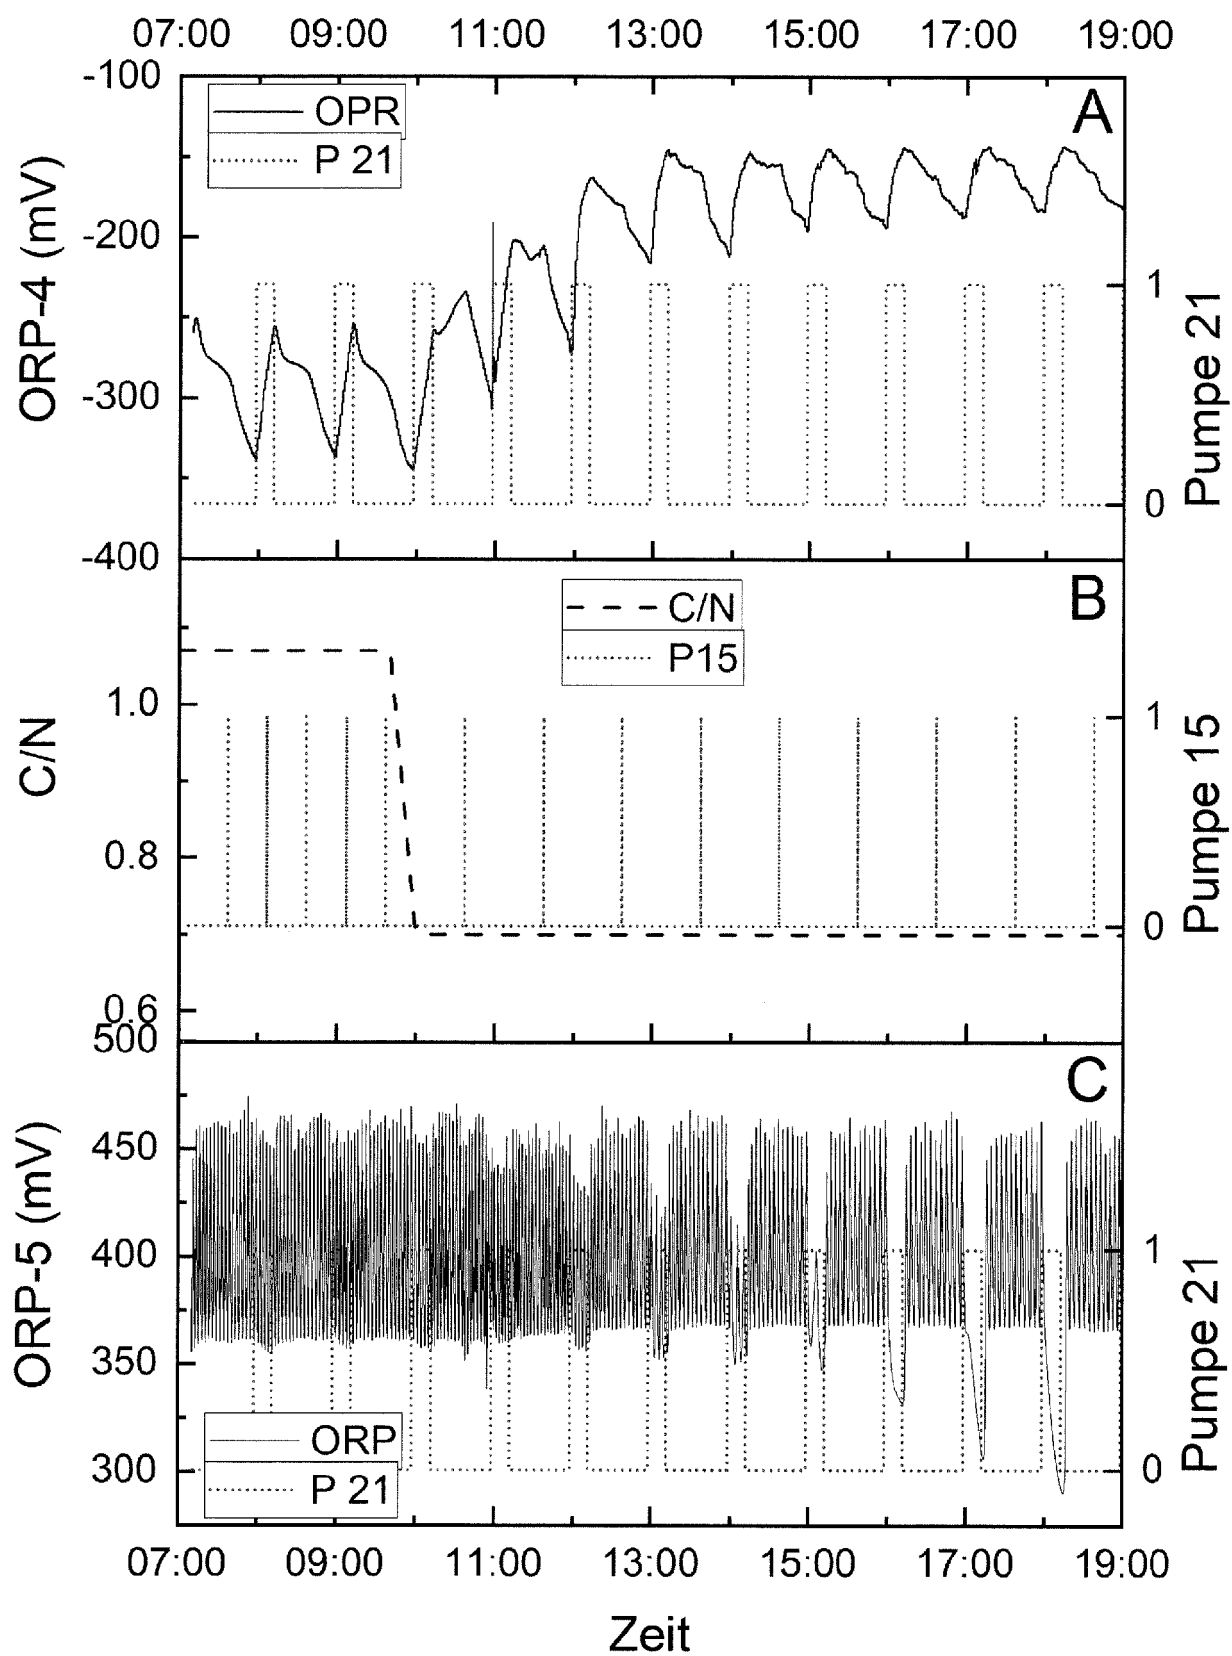 07:00 09:00 11:00 13:00 15:00 17:00 19:00
-100
-200
-300
-400
ORP-4 (mV)
OPR
P 21
A
1
0
Pumpe 21
1.0
0.8
0.6
C/N
C/N
P15
B
1
0
Pumpe 15
500
450
400
350
300
ORP-5 (mV)
ORP
P 21
C
1
0
Pumpe 21
07:00 09:00 11:00 13:00 15:00 17:00 19:00
Zeit